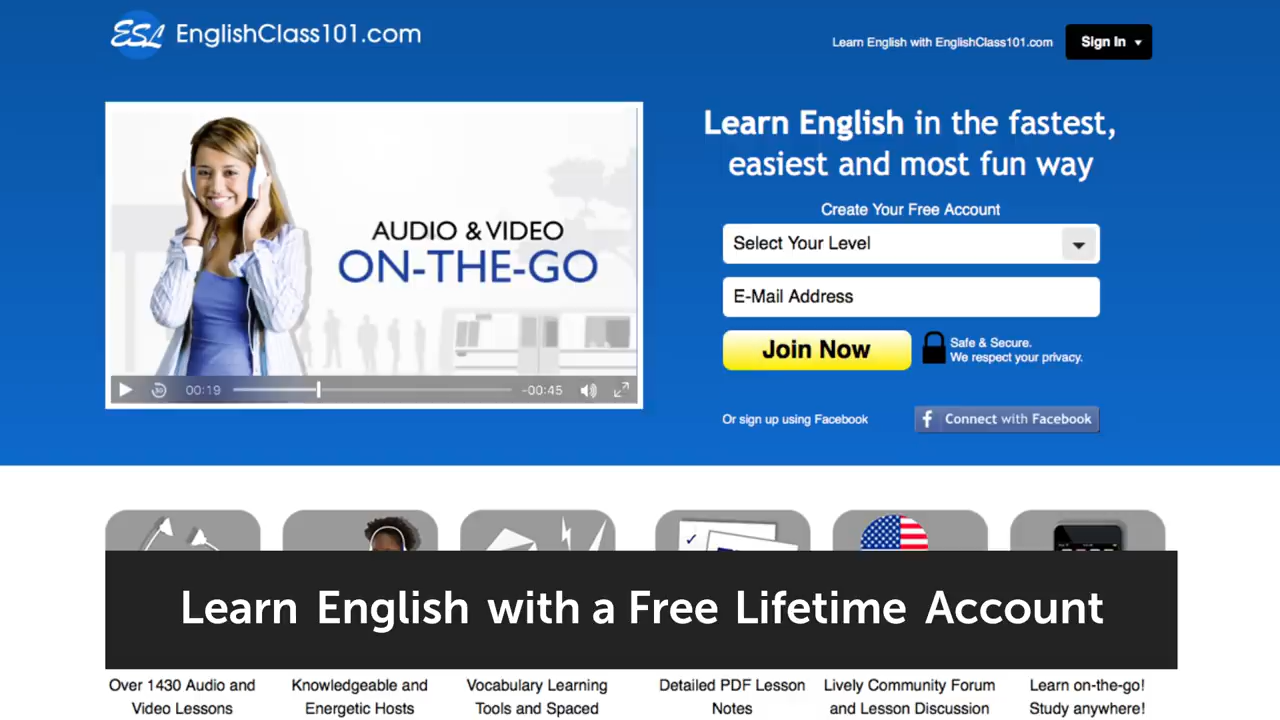 ESL EnglishClass101.com
Learn English with EnglishClass101.com
Sign In
AUDIO & VIDEO
ON-THE-GO
00:19
-00:45
Learn English in the fastest,
easiest and most fun way
Create Your Free Account
Select Your Level
E-Mail Address
Join Now
Safe & Secure.
We respect your privacy.
Or sign up using Facebook
f Connect with Facebook
Learn English with a Free Lifetime Account
Over 1430 Audio and
Video Lessons
Knowledgeable and
Energetic Hosts
Vocabulary Learning
Tools and Spaced
Detailed PDF Lesson
Notes
Lively Community Forum
and Lesson Discussion
Learn on-the-go!
Study anywhere!